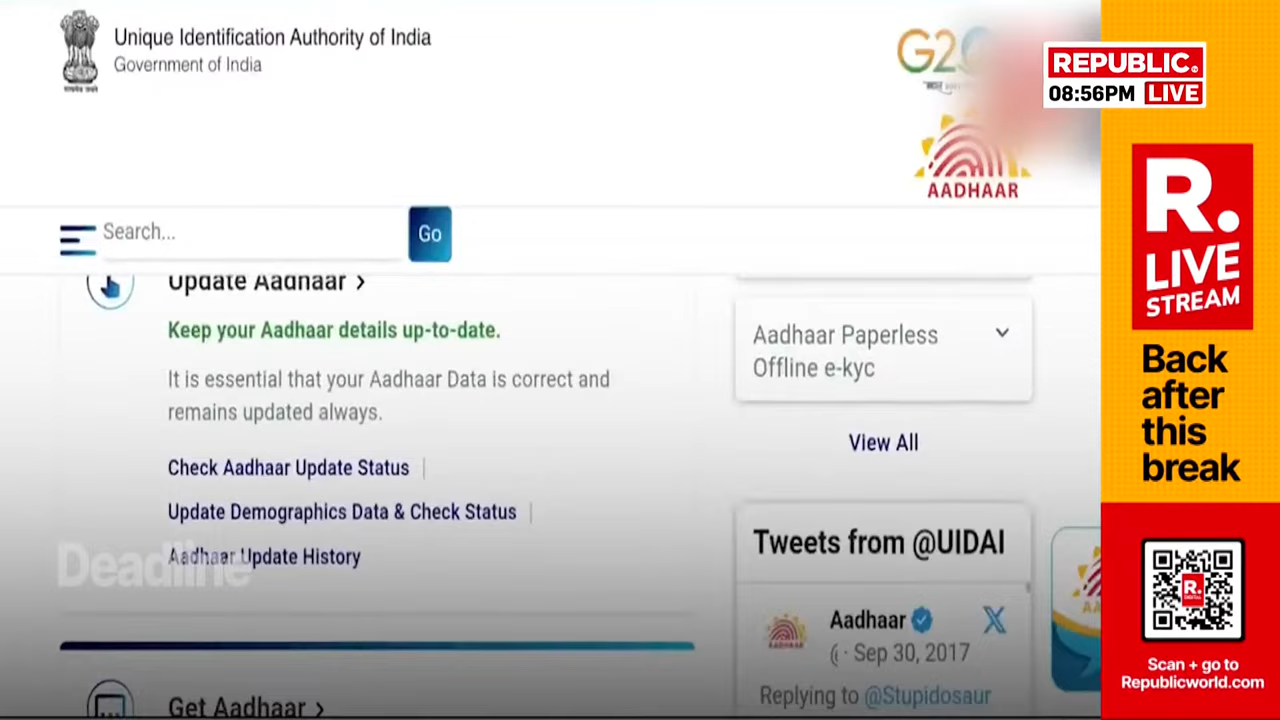 Unique Identification Authority of India
Government of India
G20
REPUBLIC.
08:56PM LIVE
AADHAAR
Search...
Go
Update Aadhaar >
Keep your Aadhaar details up-to-date.
It is essential that your Aadhaar Data is correct and
remains updated always.
Check Aadhaar Update Status
Update Demographics Data & Check Status
Aadhaar Update History
Deadline
Get Aadhaar >
Aadhaar Paperless
Offline e-kyc
View All
Tweets from @UIDAI
Aadhaar
· Sep 30, 2017
Replying to @Stupidosaur
R.
LIVE
STREAM
Back
after
this
break
R.
Scan + go to
Republicworld.com